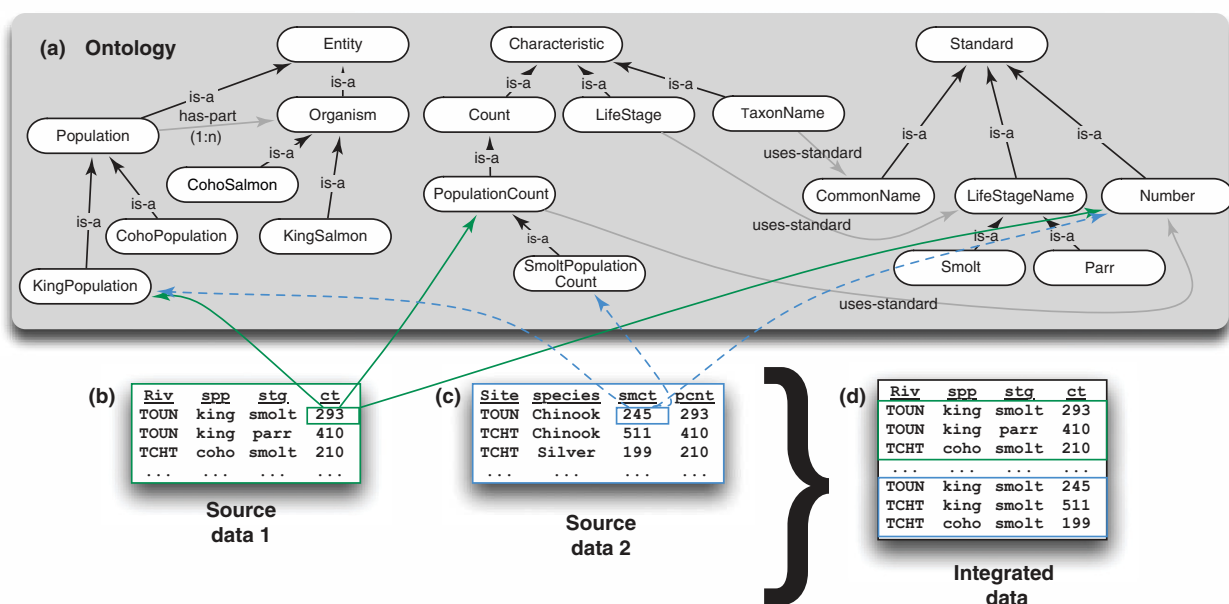 (a) Ontology
Entity
Characteristic
Standard
is-a
is-a
is-a
is-a
is-a
has-part
(1:n)
Population
Organism
Count
LifeStage
TaxonName
is-a
is-a
is-a
uses-standard
is-a
is-a
CohoSalmon
is-a
PopulationCount
CommonName
LifeStageName
Number
is-a
is-a
uses-standard
CohoPopulation
KingSalmon
is-a
is-a
is-a
KingPopulation
SmoltPopulation
Count
Smolt
Parr
uses-standard
(b)
Riv spp stg ct
TOUN king smolt 293
TOUN king parr 410
TCHT coho smolt 210
... ... ... ...
Source
data 1
(c)
Site species smct pcnt
TOUN Chinook 245 293
TCHT Chinook 511 410
TCHT Silver 199 210
... ... ... ...
Source
data 2
}
(d)
Riv spp stg ct
TOUN king smolt 293
TOUN king parr 410
TCHT coho smolt 210
... ... ... ...
TOUN king smolt 245
TCHT king smolt 511
TCHT coho smolt 199
Integrated
data